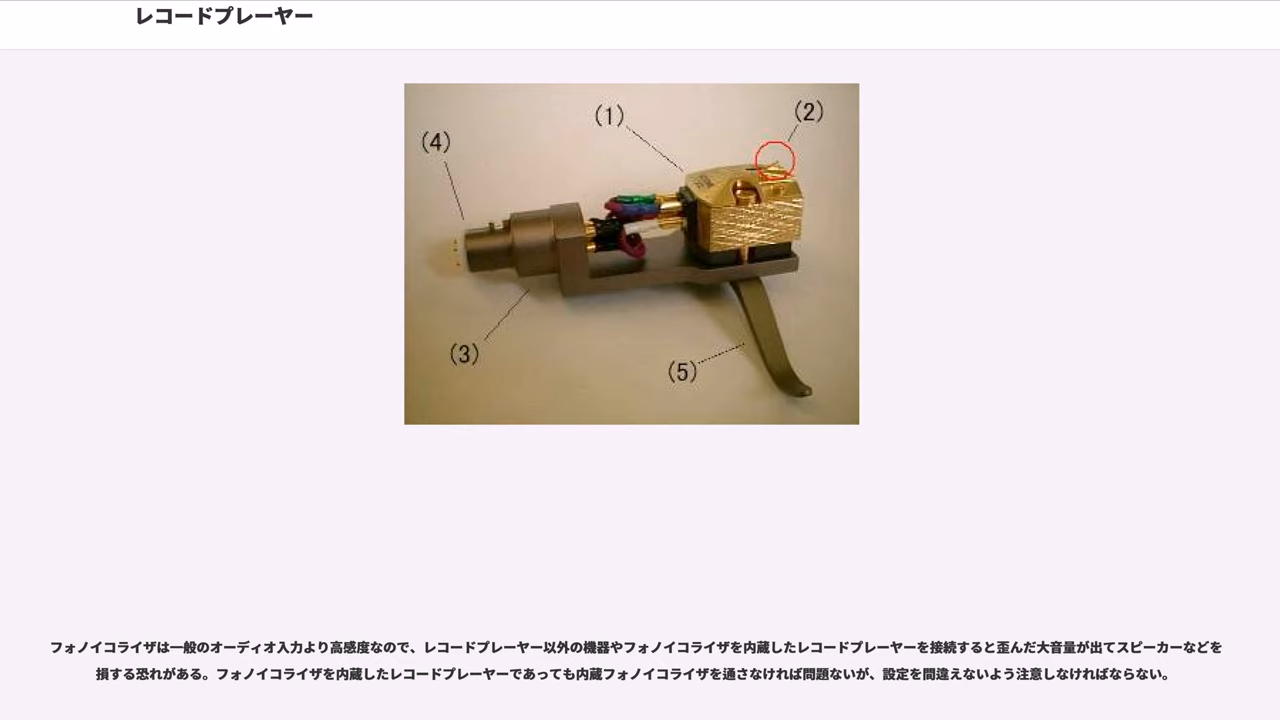 レコードプレーヤー
(1)
(2)
(4)
(3)
(5)
フォノイコライザは一般のオーディオ入力より高感度なので、レコードプレーヤー以外の機器やフォノイコライザを内蔵したレコードプレーヤーを接続すると歪んだ大音量が出てスピーカーなどを
損する恐れがある。フォノイコライザを内蔵したレコードプレーヤーであっても内蔵フォノイコライザを通さなければ問題ないが、設定を間違えないよう注意しなければならない。